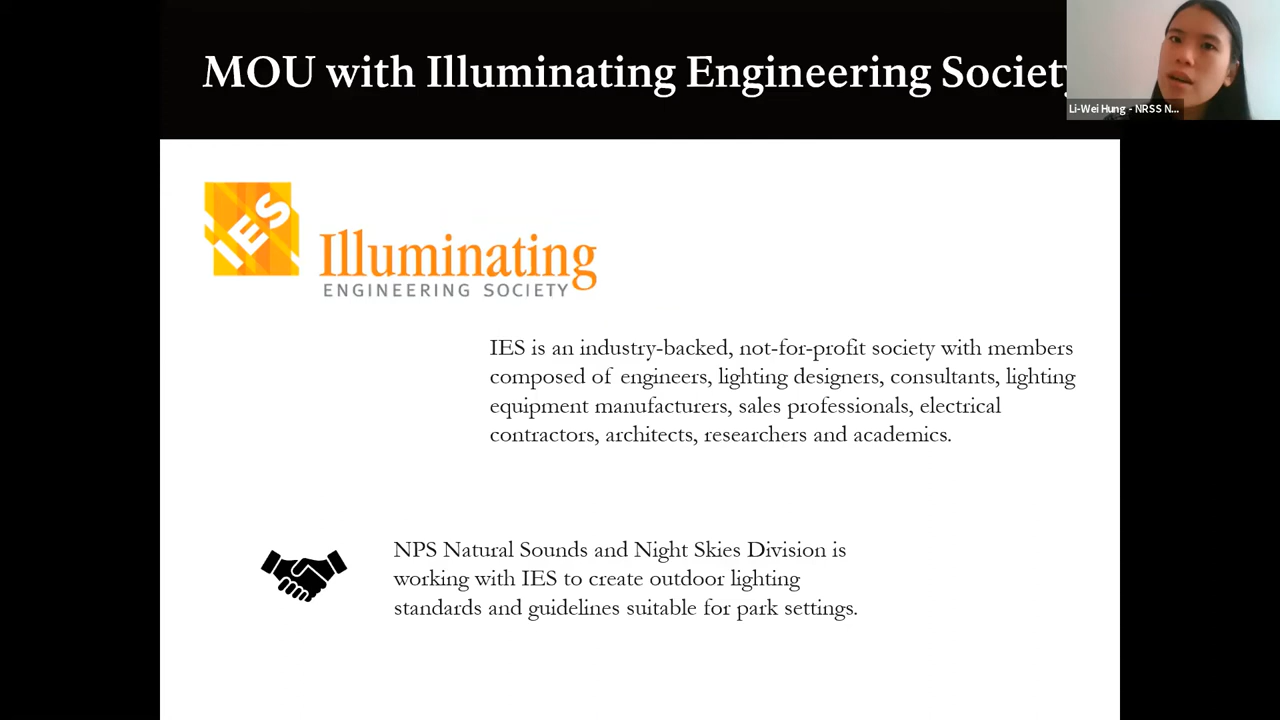 MOU with Illuminating Engineering Society
Li-Wei Hung - NRSS N...
IES
Illuminating
ENGINEERING SOCIETY
IES is an industry-backed, not-for-profit society with members
composed of engineers, lighting designers, consultants, lighting
equipment manufacturers, sales professionals, electrical
contractors, architects, researchers and academics.
NPS Natural Sounds and Night Skies Division is
working with IES to create outdoor lighting
standards and guidelines suitable for park settings.